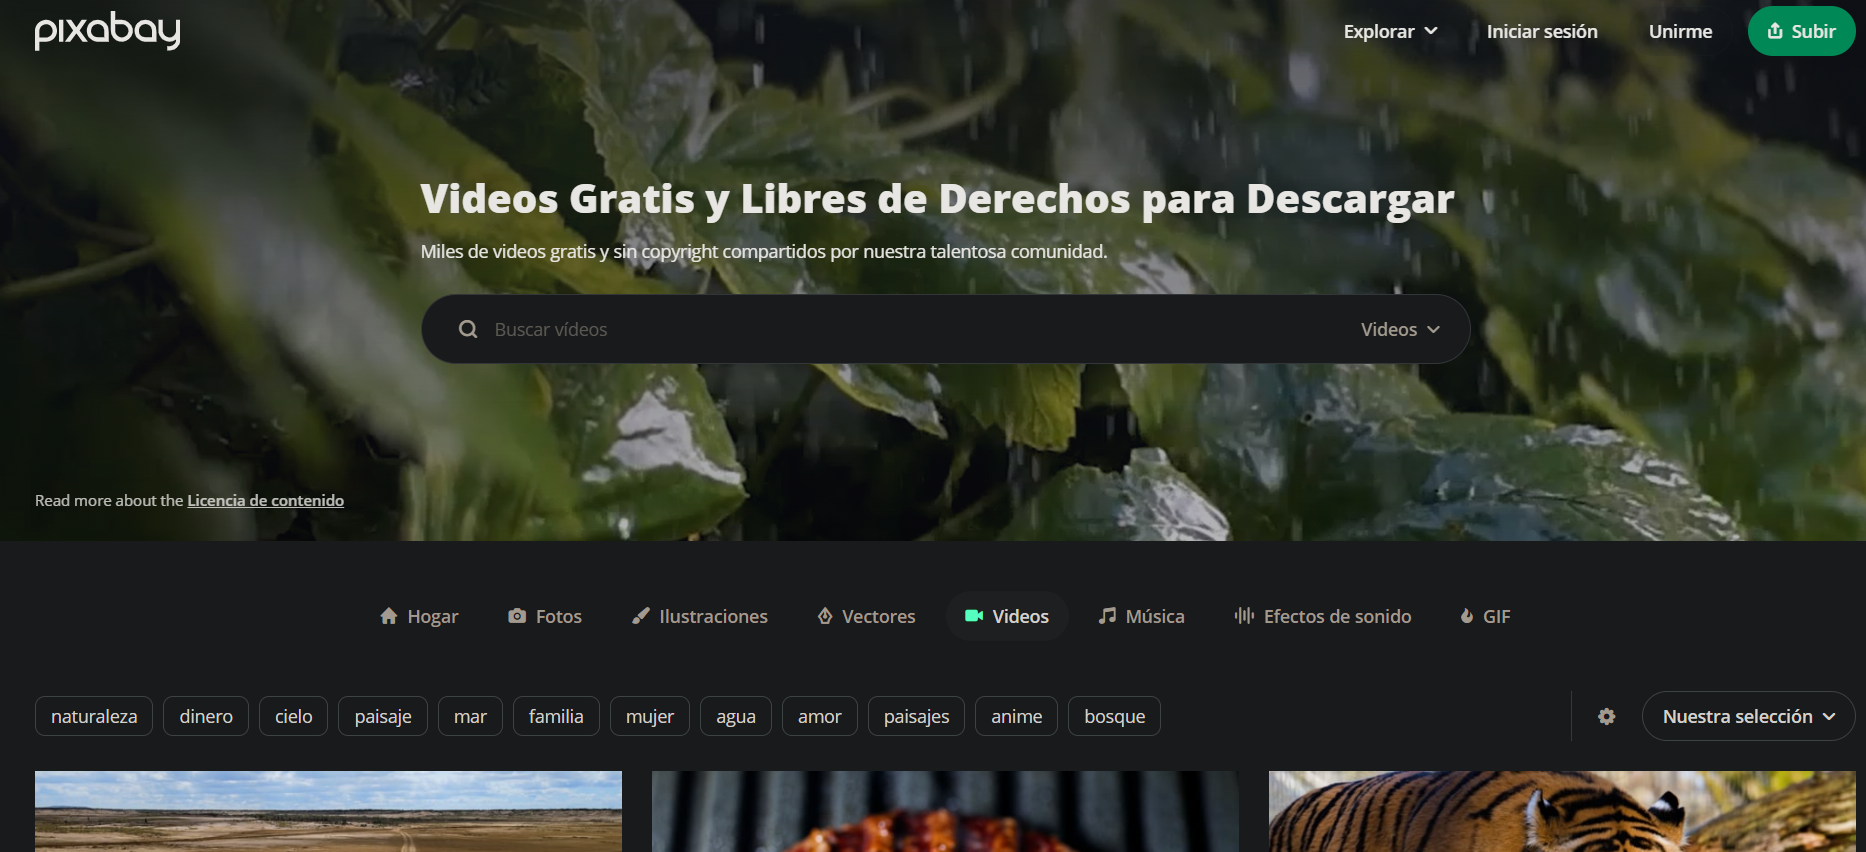 pixabay
Explorar
Iniciar sesión
Unirme
Subir
Videos Gratis y Libres de Derechos para Descargar
Miles de videos gratis y sin copyright compartidos por nuestra talentosa comunidad.
Buscar vídeos
Videos
Read more about the Licencia de contenido
Hogar
Fotos
Ilustraciones
Vectores
Videos
Música
Efectos de sonido
GIF
naturaleza
dinero
cielo
paisaje
mar
familia
mujer
agua
amor
paisajes
anime
bosque
Nuestra selección